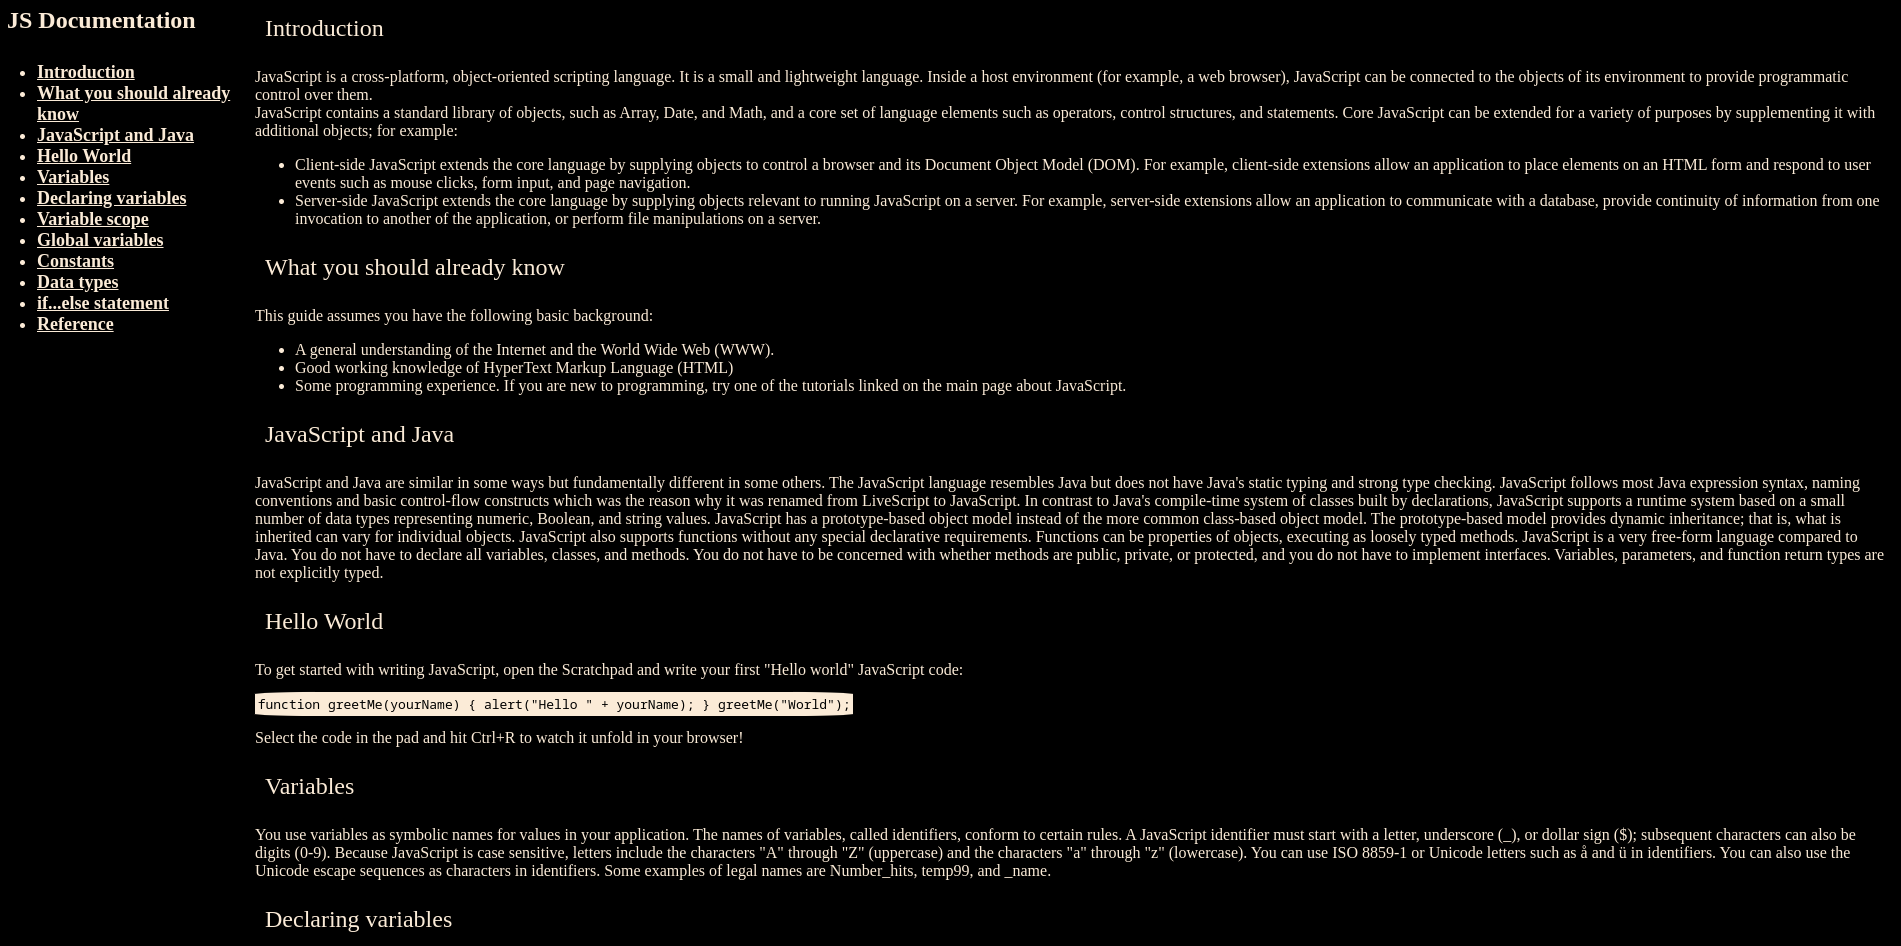 JS Documentation
Introduction
What you should already
know
JavaScript and Java
Hello World
Variables
Declaring variables
Variable scope
Global variables
Constants
Data types
if...else statement
Reference
Introduction
JavaScript is a cross-platform, object-oriented scripting language. It is a small and lightweight language. Inside a host environment (for example, a web browser), JavaScript can be connected to the objects of its environment to provide programmatic
control over them.
JavaScript contains a standard library of objects, such as Array, Date, and Math, and a core set of language elements such as operators, control structures, and statements. Core JavaScript can be extended for a variety of purposes by supplementing it with
additional objects; for example:
Client-side JavaScript extends the core language by supplying objects to control a browser and its Document Object Model (DOM). For example, client-side extensions allow an application to place elements on an HTML form and respond to user
events such as mouse clicks, form input, and page navigation.
Server-side JavaScript extends the core language by supplying objects relevant to running JavaScript on a server. For example, server-side extensions allow an application to communicate with a database, provide continuity of information from one
invocation to another of the application, or perform file manipulations on a server.
What you should already know
This guide assumes you have the following basic background:
A general understanding of the Internet and the World Wide Web (WWW).
Good working knowledge of HyperText Markup Language (HTML)
Some programming experience. If you are new to programming, try one of the tutorials linked on the main page about JavaScript.
JavaScript and Java
JavaScript and Java are similar in some ways but fundamentally different in some others. The JavaScript language resembles Java but does not have Java's static typing and strong type checking. JavaScript follows most Java expression syntax, naming
conventions and basic control-flow constructs which was the reason why it was renamed from LiveScript to JavaScript. In contrast to Java's compile-time system of classes built by declarations, JavaScript supports a runtime system based on a small
number of data types representing numeric, Boolean, and string values. JavaScript has a prototype-based object model instead of the more common class-based object model. The prototype-based model provides dynamic inheritance; that is, what is
inherited can vary for individual objects. JavaScript also supports functions without any special declarative requirements. Functions can be properties of objects, executing as loosely typed methods. JavaScript is a very free-form language compared to
Java. You do not have to declare all variables, classes, and methods. You do not have to be concerned with whether methods are public, private, or protected, and you do not have to implement interfaces. Variables, parameters, and function return types are
not explicitly typed.
Hello World
To get started with writing JavaScript, open the Scratchpad and write your first "Hello world" JavaScript code:
function greetMe(yourName) { alert("Hello " + yourName); } greetMe("World");
Select the code in the pad and hit Ctrl+R to watch it unfold in your browser!
Variables
You use variables as symbolic names for values in your application. The names of variables, called identifiers, conform to certain rules. A JavaScript identifier must start with a letter, underscore (_), or dollar sign ($); subsequent characters can also be
digits (0-9). Because JavaScript is case sensitive, letters include the characters "A" through "Z" (uppercase) and the characters "a" through "z" (lowercase). You can use ISO 8859-1 or Unicode letters such as å and ü in identifiers. You can also use the
Unicode escape sequences as characters in identifiers. Some examples of legal names are Number_hits, temp99, and _name.
Declaring variables